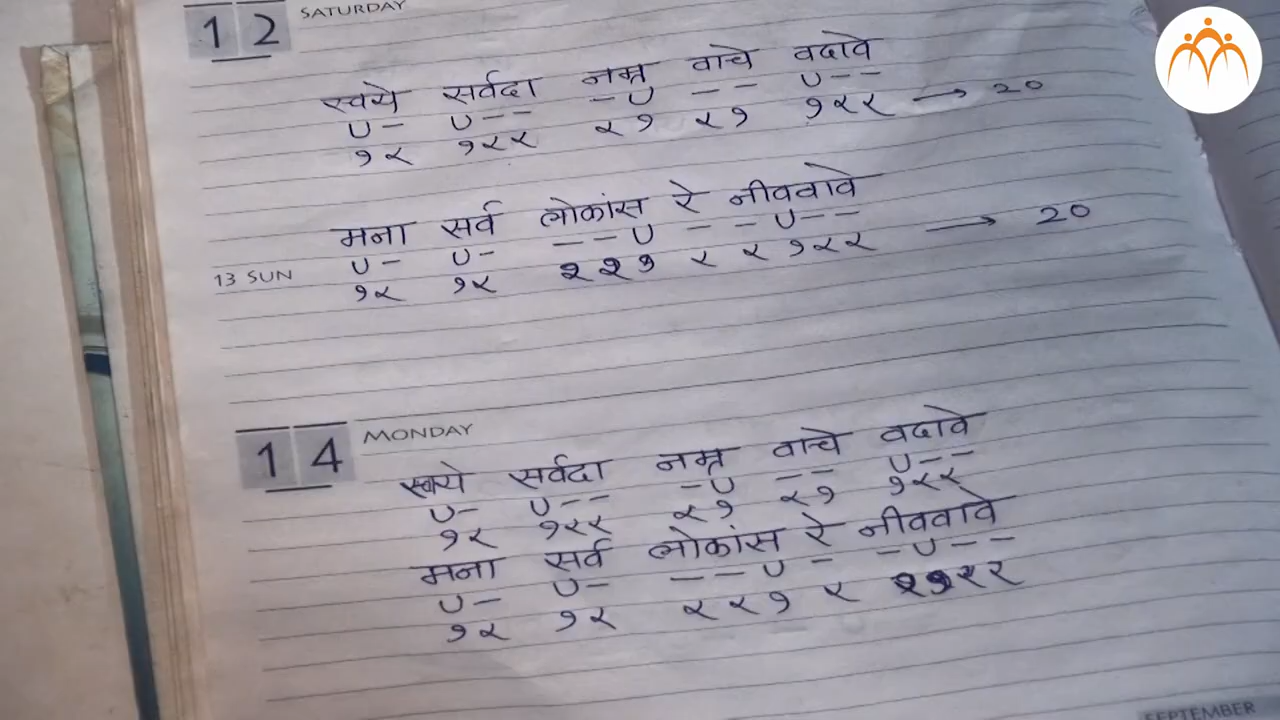 12 SATURDAY
स्वये सर्वदा नम्र वाचे वदावे
U– U–– –U –– U––
१२ १२२ २१ २१ १२२ → 20
मना सर्व लोकांस रे नीववावे
U– U– ––U – –U––
13 SUN
१२ १२ २२१ २ २१२२ → 20
14 MONDAY
स्वये सर्वदा नम्र वाचे वदावे
U– U–– –U –– U––
१२ १२२ २१ २१ १२२
मना सर्व लोकांस रे नीववावे
U– U– ––U – –U––
१२ १२ २२१ २ २१२२
SEPTEMBER